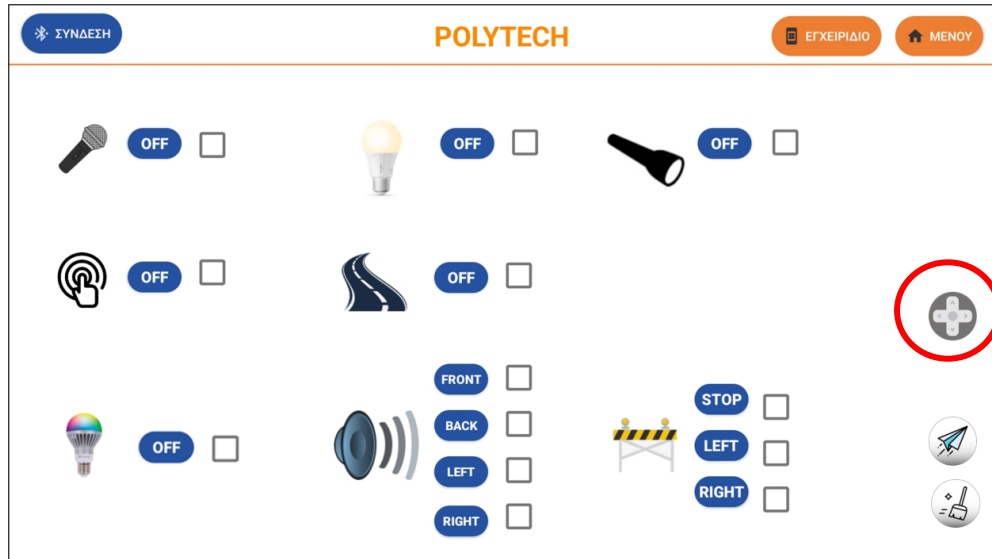 ΣΥΝΔΕΣΗ
POLYTECH
ΕΓΧΕΙΡΙΔΙΟ
ΜΕΝΟΥ
OFF
OFF
OFF
OFF
OFF
OFF
FRONT
BACK
LEFT
RIGHT
STOP
LEFT
RIGHT